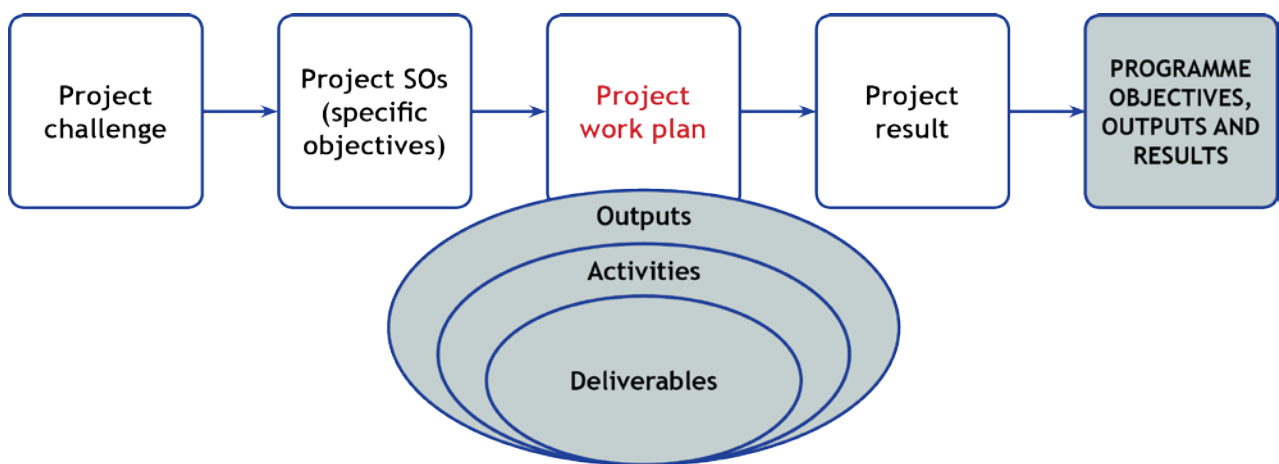 Project
challenge
Project SOs
(specific
objectives)
Project
work plan
Project
result
PROGRAMME
OBJECTIVES,
OUTPUTS AND
RESULTS
Outputs
Activities
Deliverables